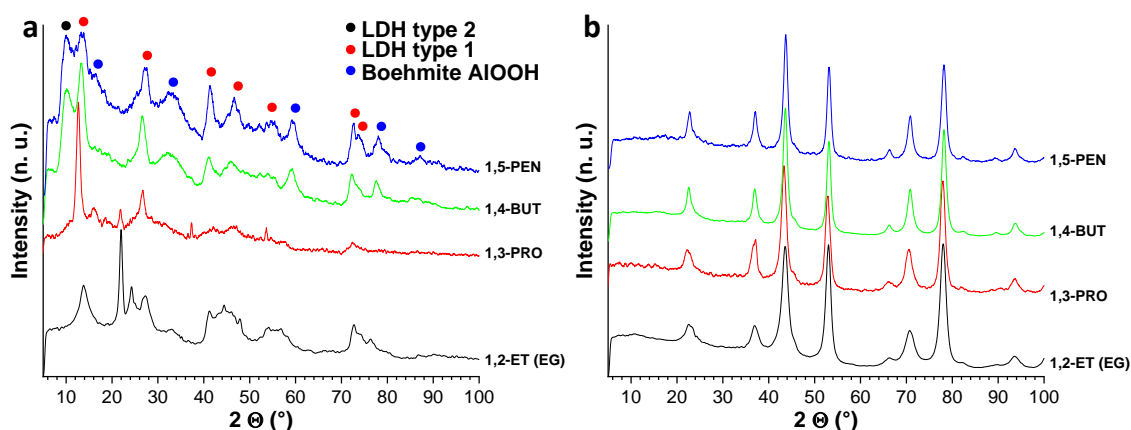 a
LDH type 2
LDH type 1
Boehmite AlOOH
Intensity (n. u.)
1,5-PEN
1,4-BUT
1,3-PRO
1,2-ET (EG)
10 20 30 40 50 60 70 80 90 100
2 Θ (°)
b
Intensity (n. u.)
1,5-PEN
1,4-BUT
1,3-PRO
1,2-ET (EG)
10 20 30 40 50 60 70 80 90 100
2 Θ (°)